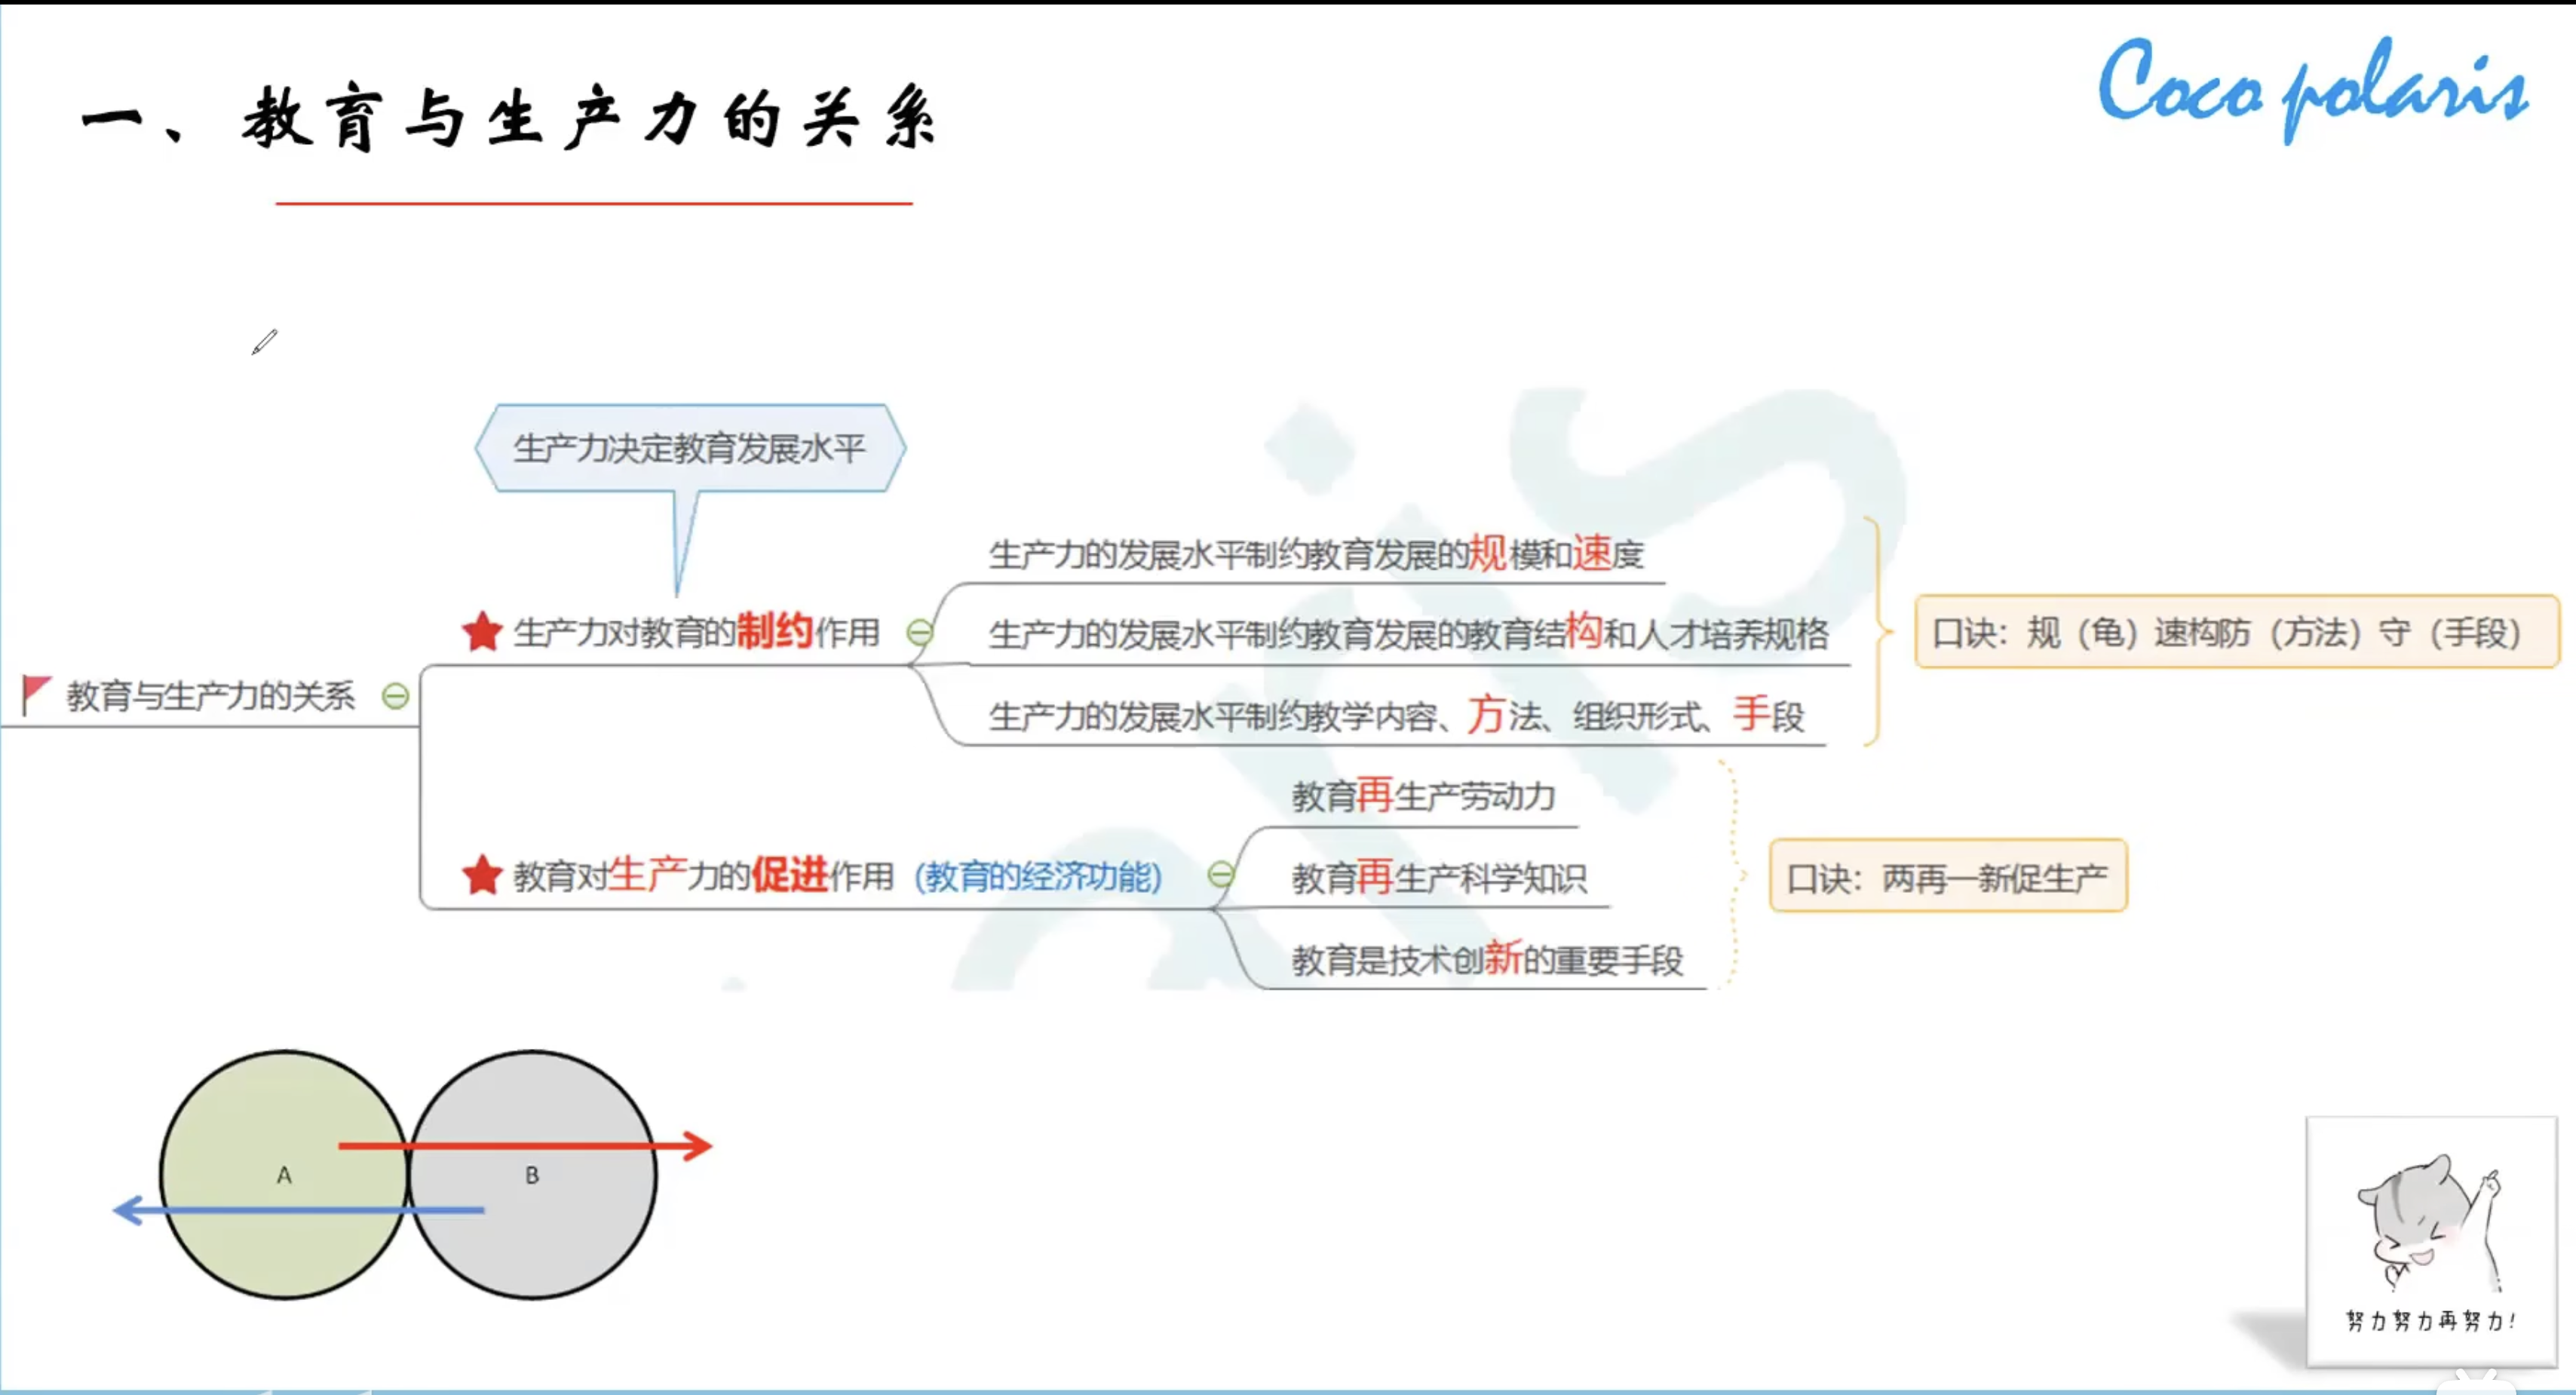 一、教育与生产力的关系
Coco polaris
生产力决定教育发展水平
教育与生产力的关系
生产力对教育的制约作用
生产力的发展水平制约教育发展的规模和速度
生产力的发展水平制约教育发展的教育结构和人才培养规格
生产力的发展水平制约教学内容、方法、组织形式、手段
口诀：规（龟）速构防（方法）守（手段）
教育对生产力的促进作用（教育的经济功能）
教育再生产劳动力
教育再生产科学知识
教育是技术创新的重要手段
口诀：两再一新促生产
A
B
努力努力再努力！